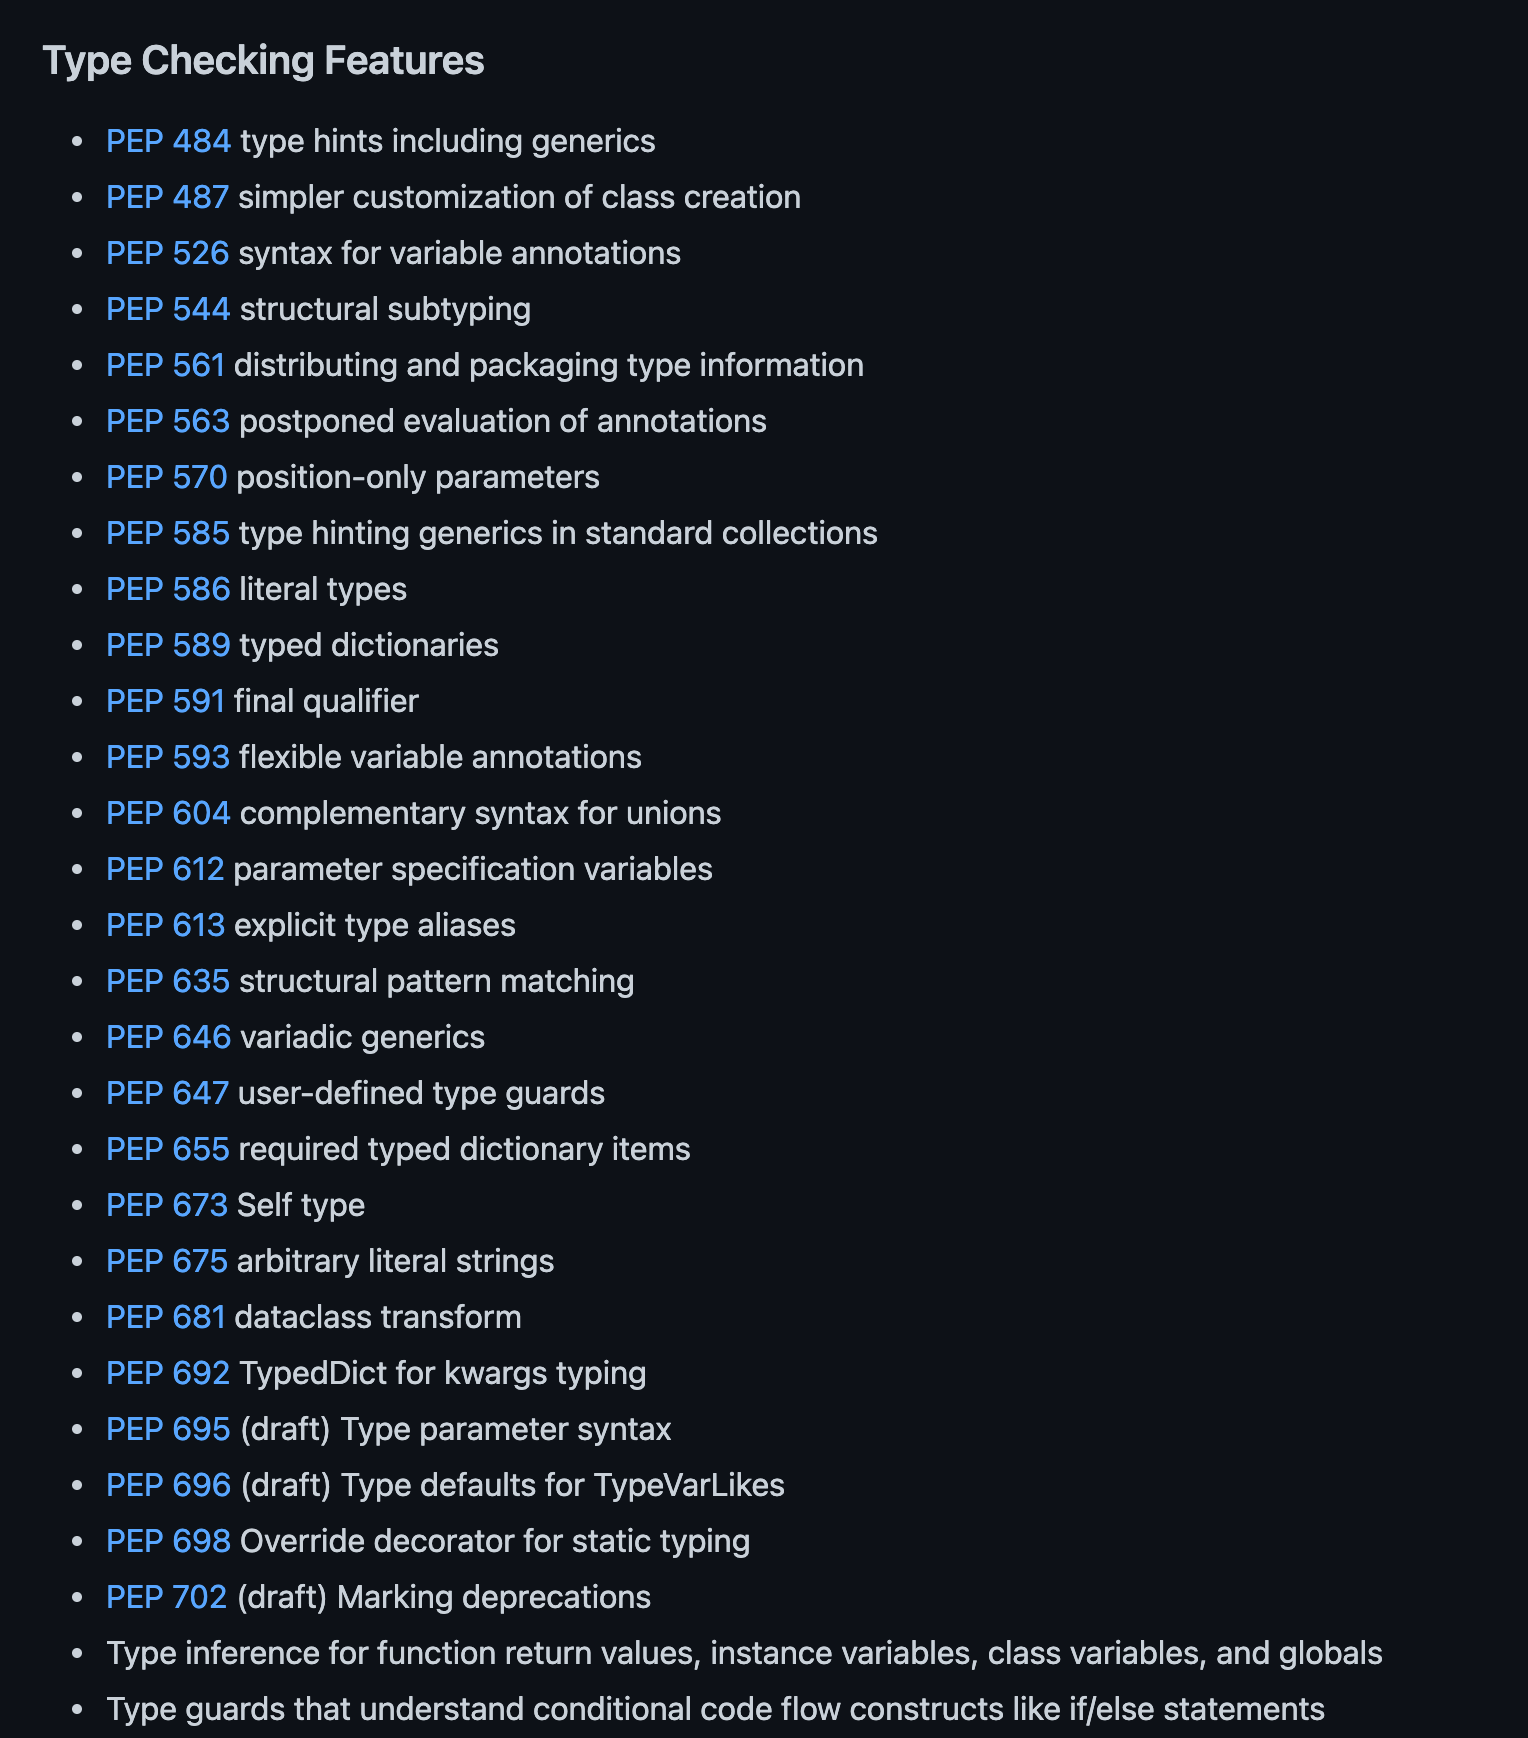 Type Checking Features
• PEP 484 type hints including generics
• PEP 487 simpler customization of class creation
• PEP 526 syntax for variable annotations
• PEP 544 structural subtyping
• PEP 561 distributing and packaging type information
• PEP 563 postponed evaluation of annotations
• PEP 570 position-only parameters
• PEP 585 type hinting generics in standard collections
• PEP 586 literal types
• PEP 589 typed dictionaries
• PEP 591 final qualifier
• PEP 593 flexible variable annotations
• PEP 604 complementary syntax for unions
• PEP 612 parameter specification variables
• PEP 613 explicit type aliases
• PEP 635 structural pattern matching
• PEP 646 variadic generics
• PEP 647 user-defined type guards
• PEP 655 required typed dictionary items
• PEP 673 Self type
• PEP 675 arbitrary literal strings
• PEP 681 dataclass transform
• PEP 692 TypedDict for kwargs typing
• PEP 695 (draft) Type parameter syntax
• PEP 696 (draft) Type defaults for TypeVarLikes
• PEP 698 Override decorator for static typing
• PEP 702 (draft) Marking deprecations
• Type inference for function return values, instance variables, class variables, and globals
• Type guards that understand conditional code flow constructs like if/else statements